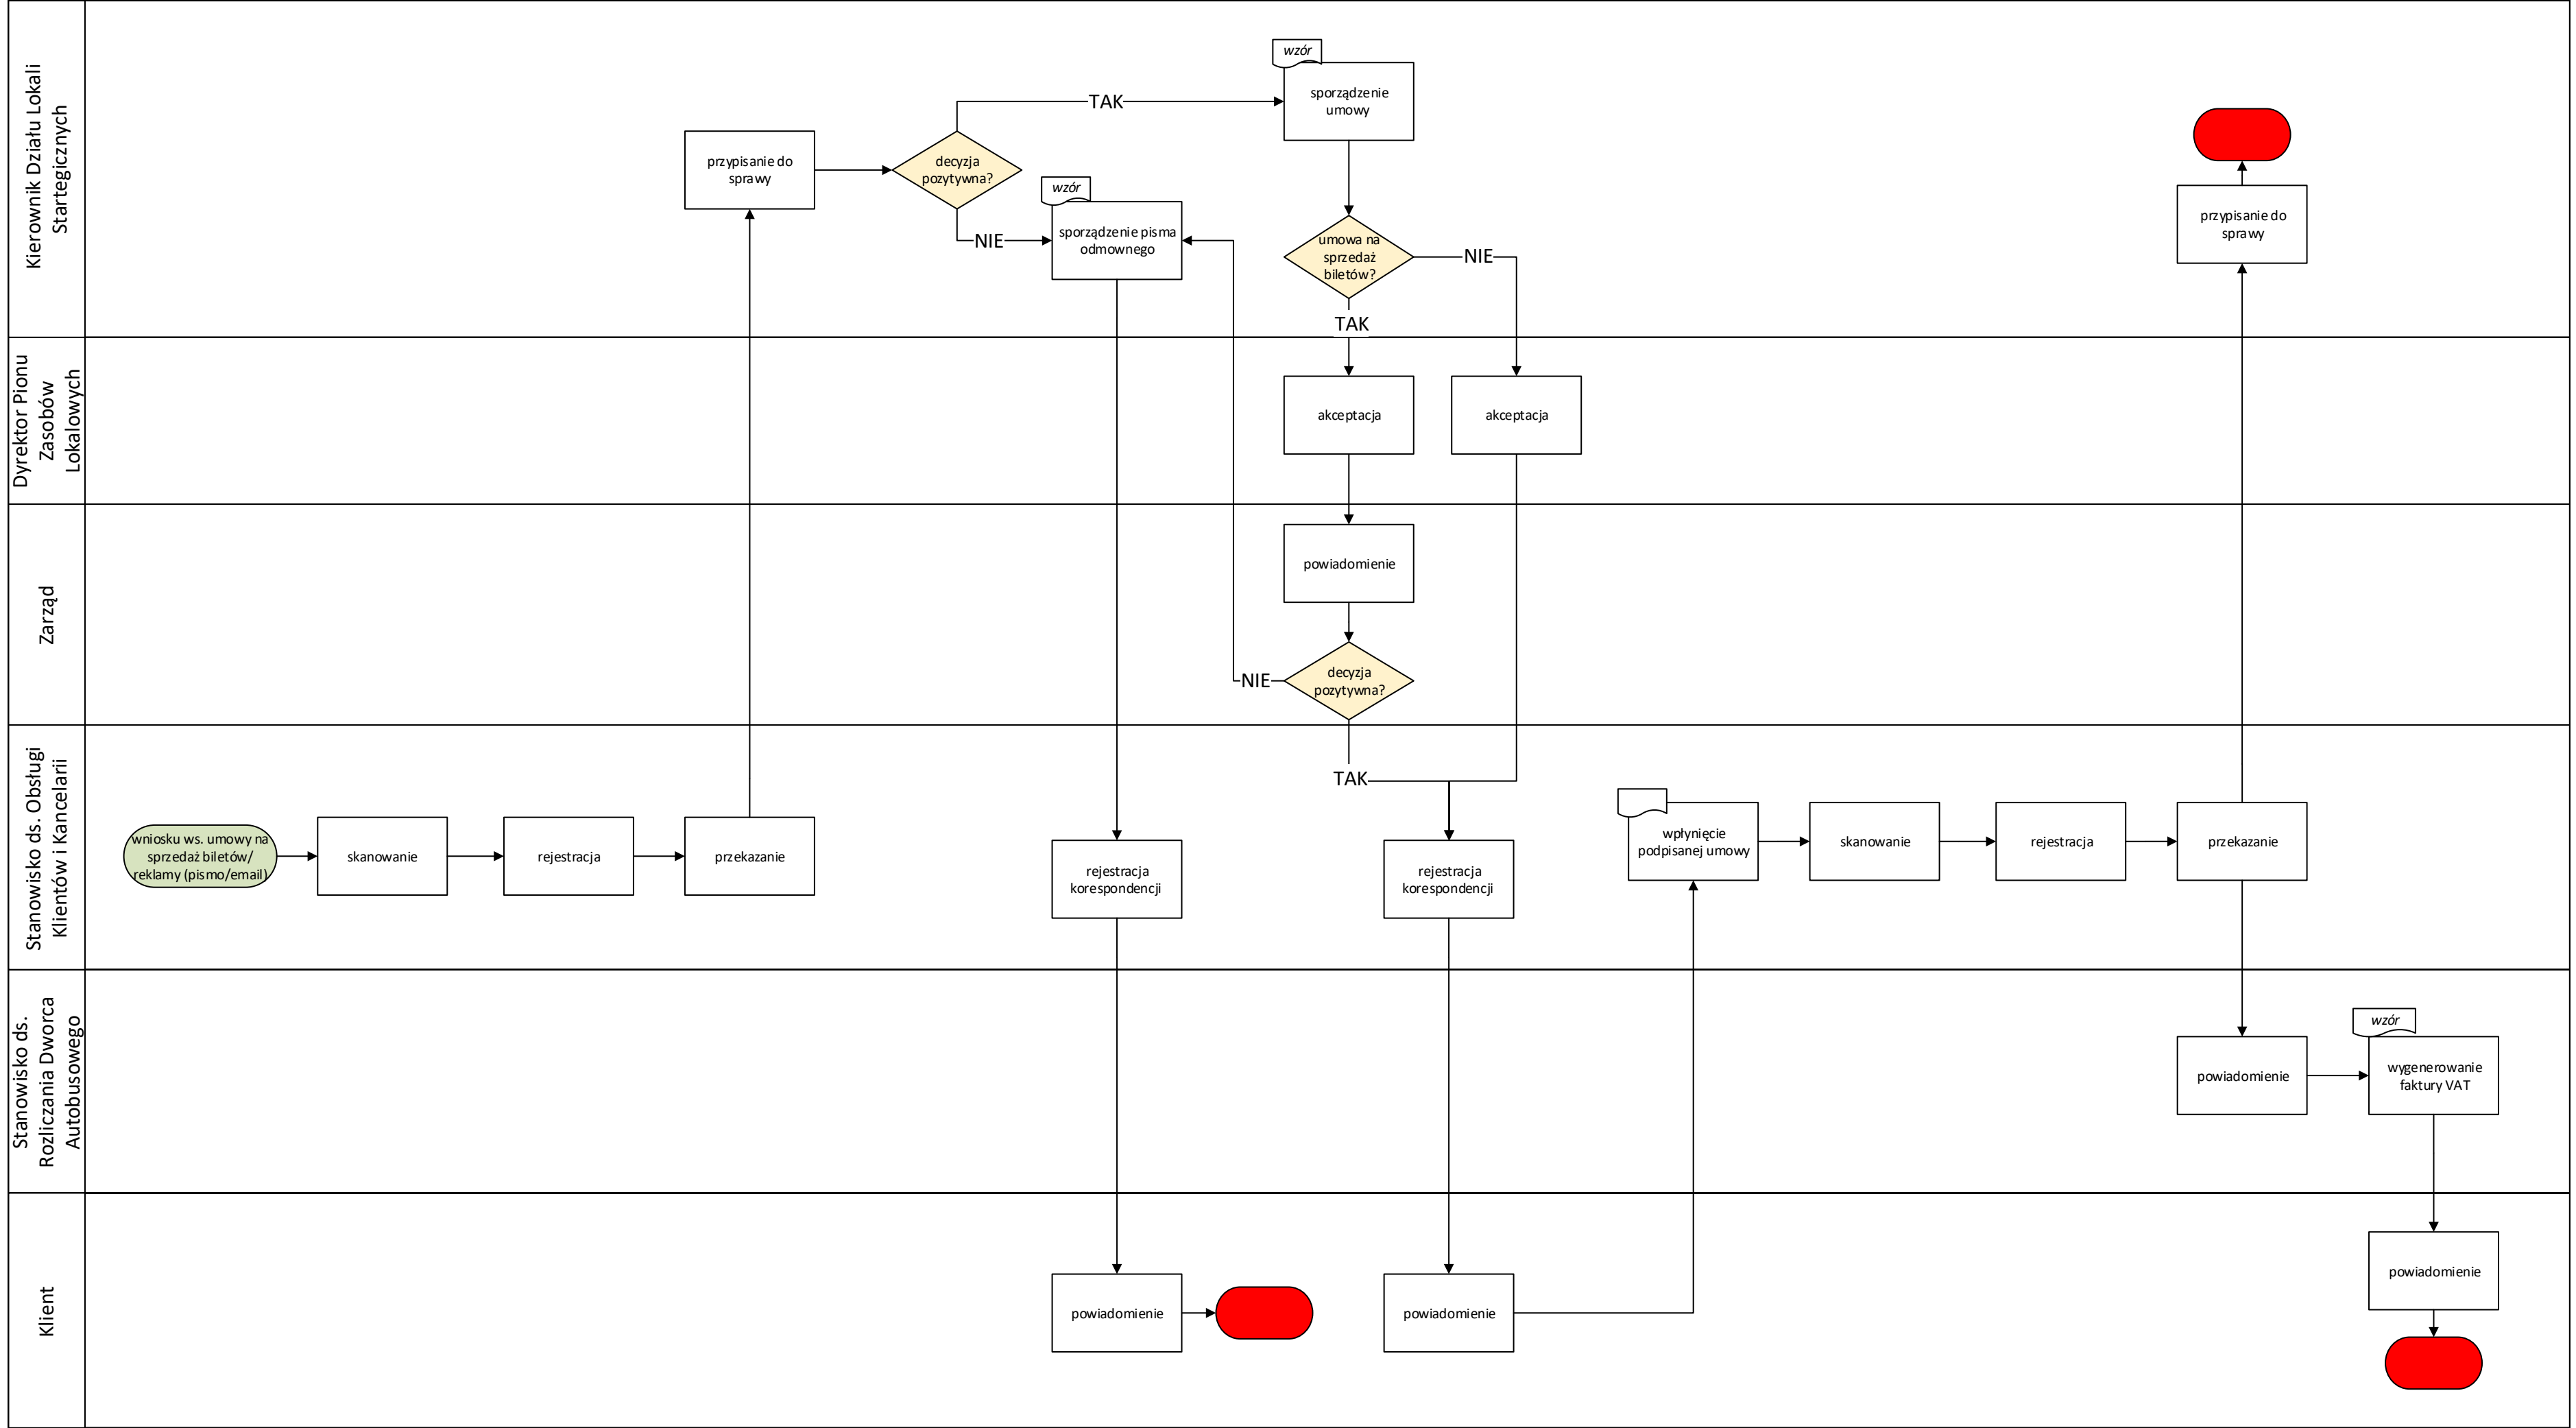 Kierownik Działu Lokali
Startegicznych
wzór
sporządzenie
umowy
TAK
przypisanie do
sprawy
decyzja
pozytywna?
wzór
NIE
sporządzenie pisma
odmownego
umowa na
sprzedaż
biletów?
NIE
TAK
przypisanie do
sprawy
Dyrektor Pionu
Zasobów
Lokalowych
akceptacja
akceptacja
Zarząd
powiadomienie
decyzja
pozytywna?
NIE
TAK
Stanowisko ds. Obsługi
Klientów i Kancelarii
wniosku ws. umowy na
sprzedaż biletów/
reklamy (pismo/email)
skanowanie
rejestracja
przekazanie
rejestracja
korespondencji
rejestracja
korespondencji
wpłynięcie
podpisanej umowy
skanowanie
rejestracja
przekazanie
Stanowisko ds.
Rozliczania Dworca
Autobusowego
powiadomienie
wzór
wygenerowanie
faktury VAT
Klient
powiadomienie
powiadomienie
powiadomienie